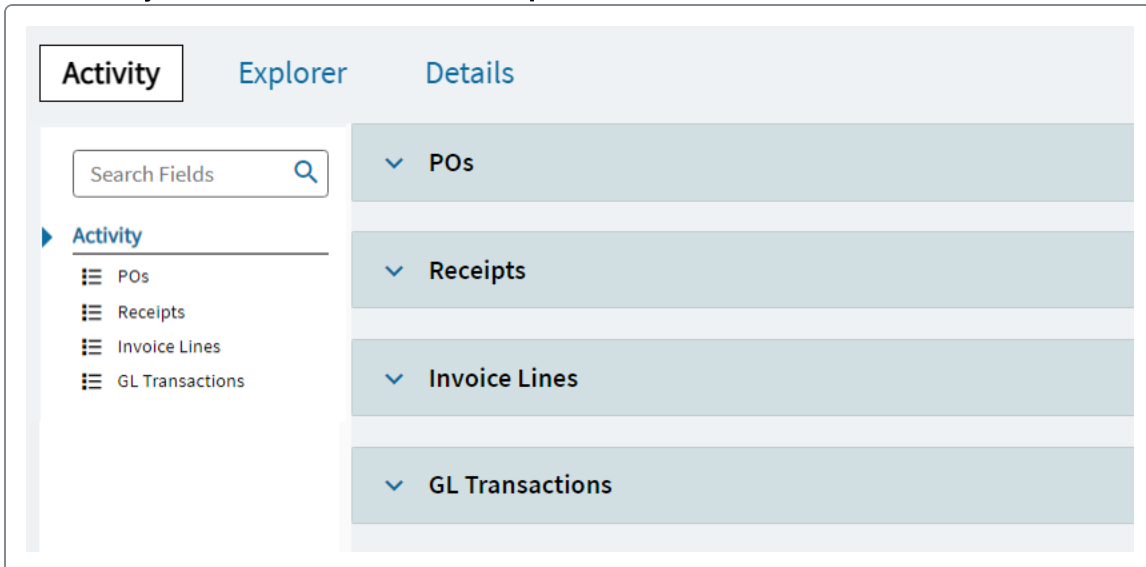 Activity Explorer Details
Search Fields
Activity
POs
Receipts
Invoice Lines
GL Transactions
POs
Receipts
Invoice Lines
GL Transactions